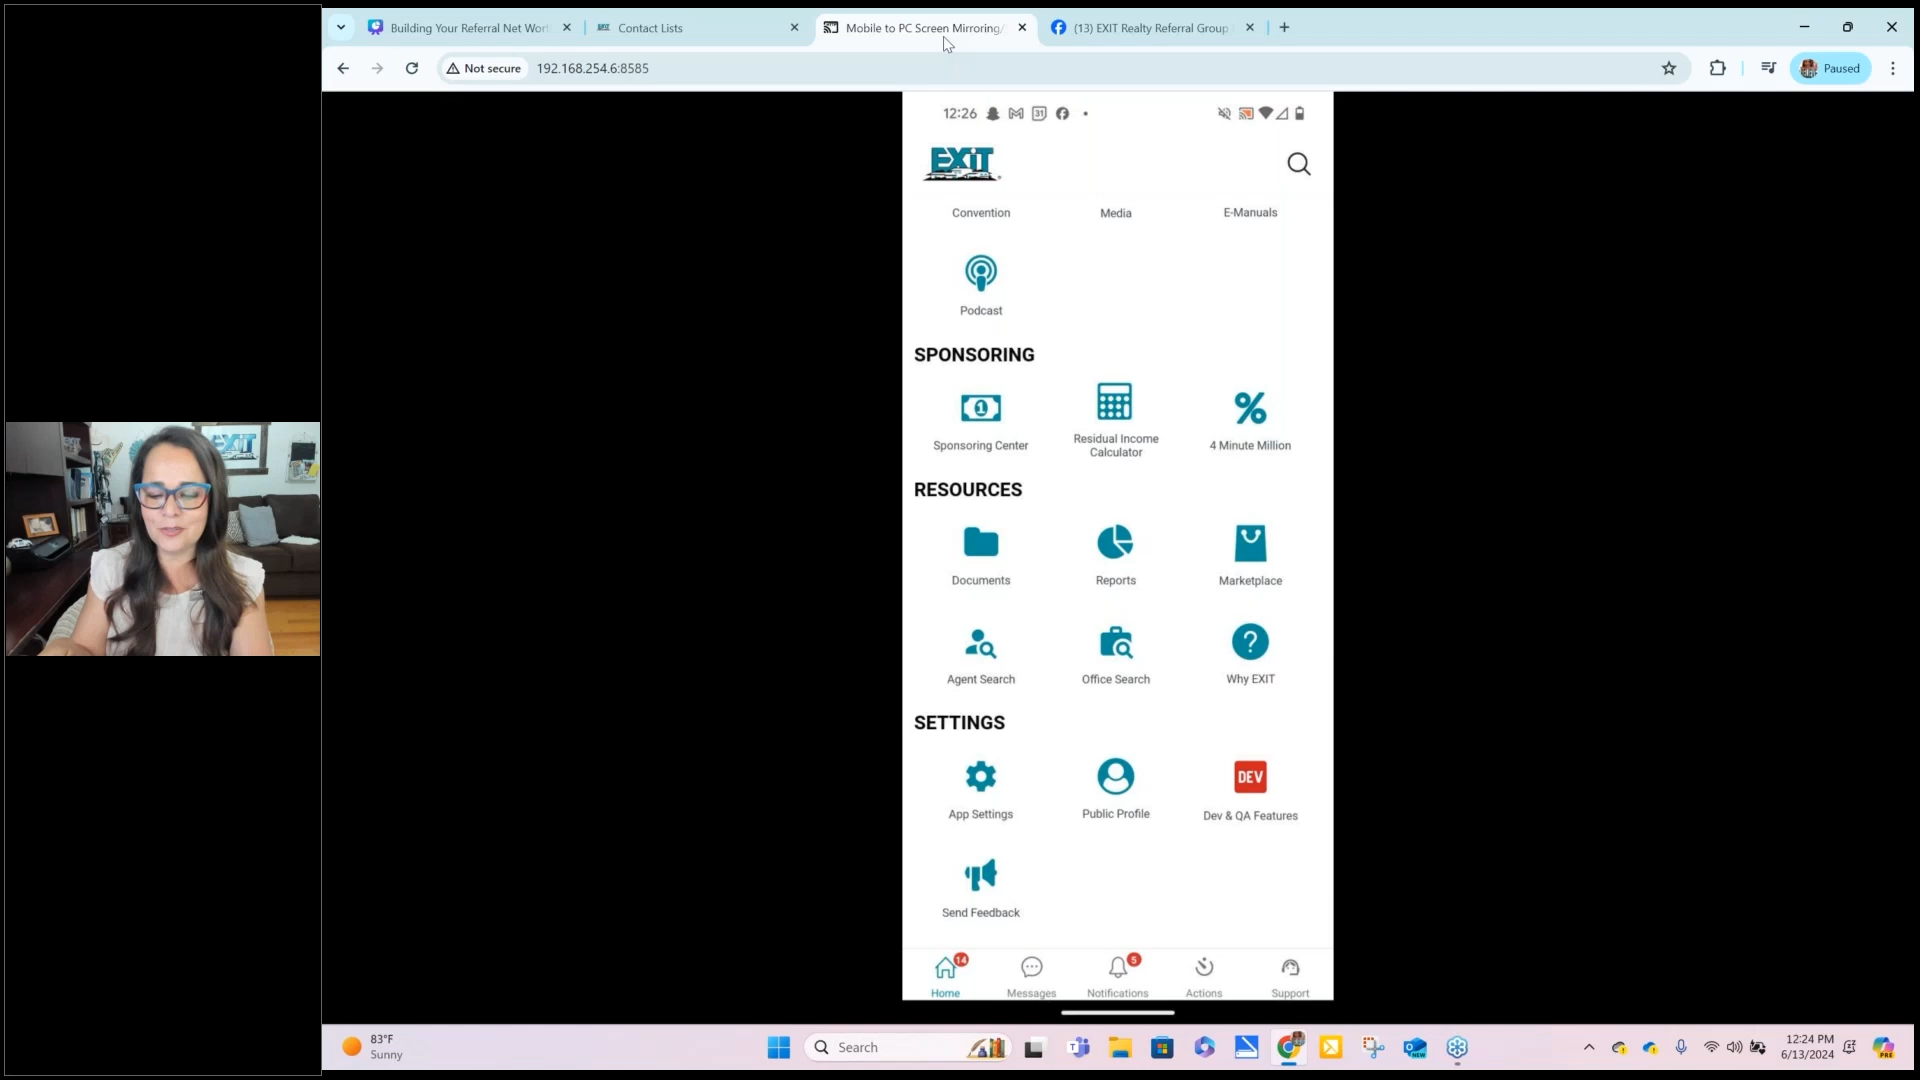 Building Your Referral Net Wor
Contact Lists
Mobile to PC Screen Mirroring/
(13) EXIT Realty Referral Group
Not secure
192.168.254.6:8585
Paused
12:26
31
EXIT
Convention
Media
E-Manuals
Podcast
SPONSORING
Sponsoring Center
Residual Income
Calculator
4 Minute Million
RESOURCES
Documents
Reports
Marketplace
Agent Search
Office Search
Why EXIT
SETTINGS
DEV
App Settings
Public Profile
Dev & QA Features
Send Feedback
14
5
Home
Messages
Notifications
Actions
Support
EXIT
83°F
Sunny
Search
12:24 PM
6/13/2024